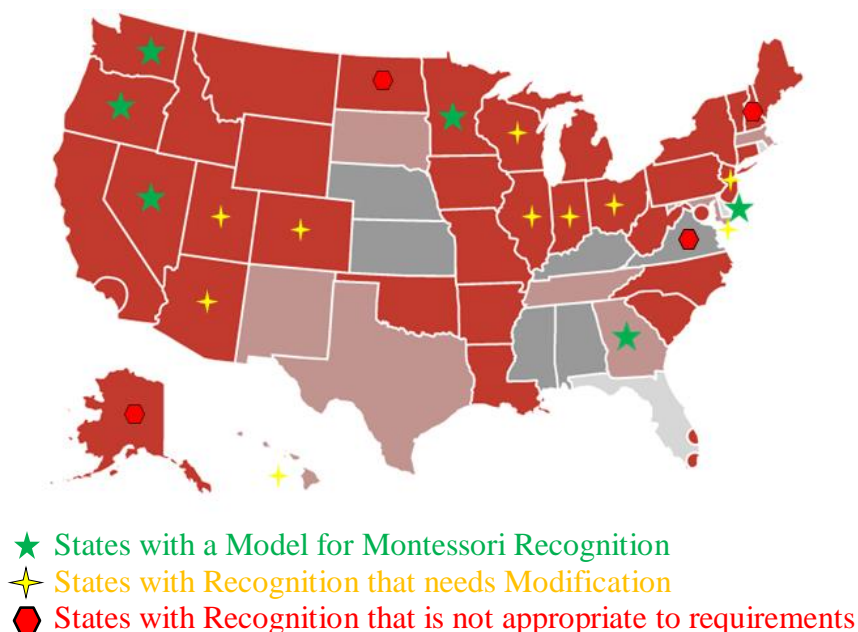 States with a Model for Montessori Recognition
States with Recognition that needs Modification
States with Recognition that is not appropriate to requirements